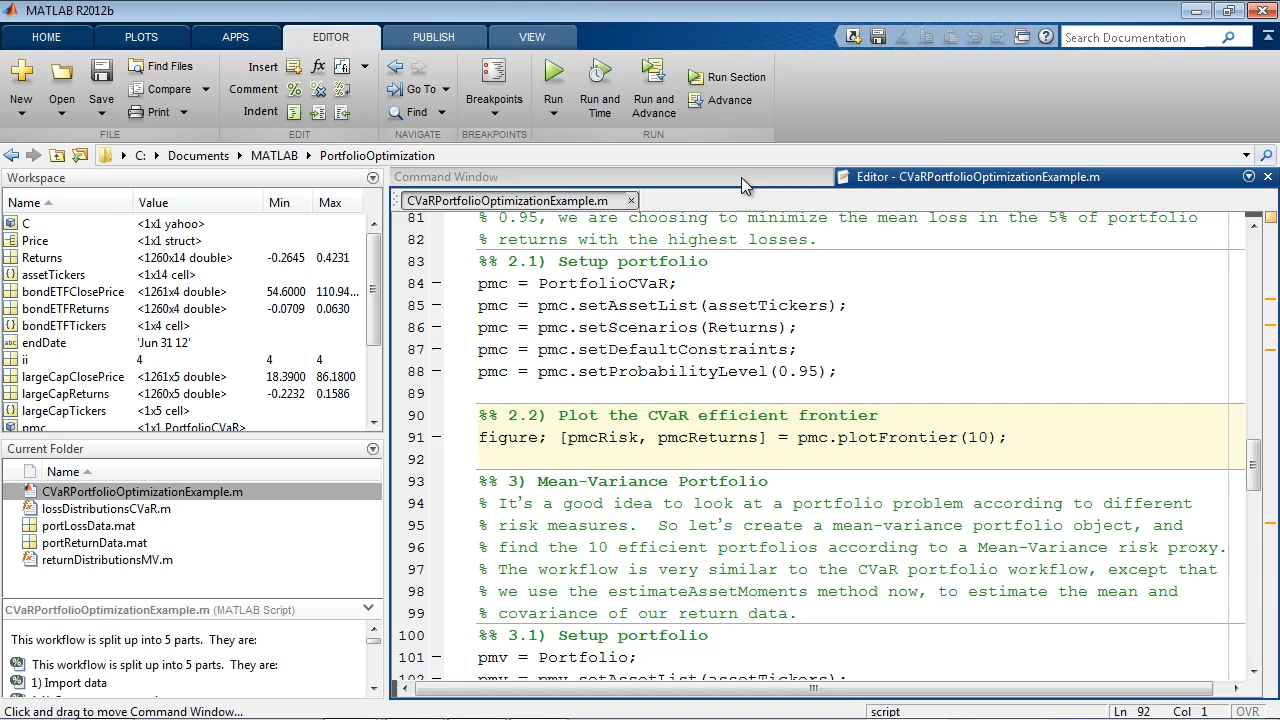 MATLAB R2012b
HOME PLOTS APPS EDITOR PUBLISH VIEW Search Documentation
New Open Save Find Files Compare Print
Insert Comment Indent
Go To Find
Breakpoints
Run Run and Time Run and Advance Run Section Advance
FILE EDIT NAVIGATE BREAKPOINTS RUN
C: Documents MATLAB PortfolioOptimization
Workspace
Name Value Min Max
C <1x1 yahoo>
Price <1x1 struct>
Returns <1260x14 double> -0.2645 0.4231
assetTickers <1x14 cell>
bondETFClosePrice <1261x4 double> 54.6000 110.94...
bondETFReturns <1260x4 double> -0.0709 0.0630
bondETFTickers <1x4 cell>
endDate 'Jun 31 12'
ii 4 4 4
largeCapClosePrice <1261x5 double> 18.3900 86.1800
largeCapReturns <1260x5 double> -0.2232 0.1586
largeCapTickers <1x5 cell>
pmc <1x1 PortfolioCVaR>
Current Folder
Name
CVaRPortfolioOptimizationExample.m
lossDistributionsCVaR.m
portLossData.mat
portReturnData.mat
returnDistributionsMV.m
CVaRPortfolioOptimizationExample.m (MATLAB Script)
This workflow is split up into 5 parts. They are:
This workflow is split up into 5 parts. They are:
1) Import data
Command Window
Editor - CVaRPortfolioOptimizationExample.m
CVaRPortfolioOptimizationExample.m
81 % 0.95, we are choosing to minimize the mean loss in the 5% of portfolio
82 % returns with the highest losses.
83 %% 2.1) Setup portfolio
84 pmc = PortfolioCVaR;
85 pmc = pmc.setAssetList(assetTickers);
86 pmc = pmc.setScenarios(Returns);
87 pmc = pmc.setDefaultConstraints;
88 pmc = pmc.setProbabilityLevel(0.95);
89
90 %% 2.2) Plot the CVaR efficient frontier
91 figure; [pmcRisk, pmcReturns] = pmc.plotFrontier(10);
92
93 %% 3) Mean-Variance Portfolio
94 % It's a good idea to look at a portfolio problem according to different
95 % risk measures. So let's create a mean-variance portfolio object, and
96 % find the 10 efficient portfolios according to a Mean-Variance risk proxy.
97 % The workflow is very similar to the CVaR portfolio workflow, except that
98 % we use the estimateAssetMoments method now, to estimate the mean and
99 % covariance of our return data.
100 %% 3.1) Setup portfolio
101 pmv = Portfolio;
102 pmv = pmv.setAssetList(assetTickers);
Click and drag to move Command Window... script Ln 92 Col 1 OVR